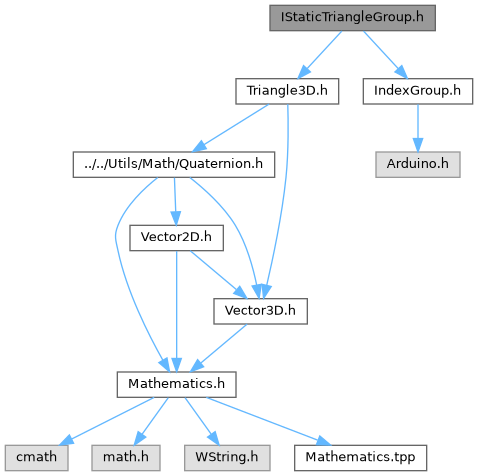 IStaticTriangleGroup.h
Triangle3D.h
IndexGroup.h
../../Utils/Math/Quaternion.h
Arduino.h
Vector2D.h
Vector3D.h
Mathematics.h
cmath
math.h
WString.h
Mathematics.tpp